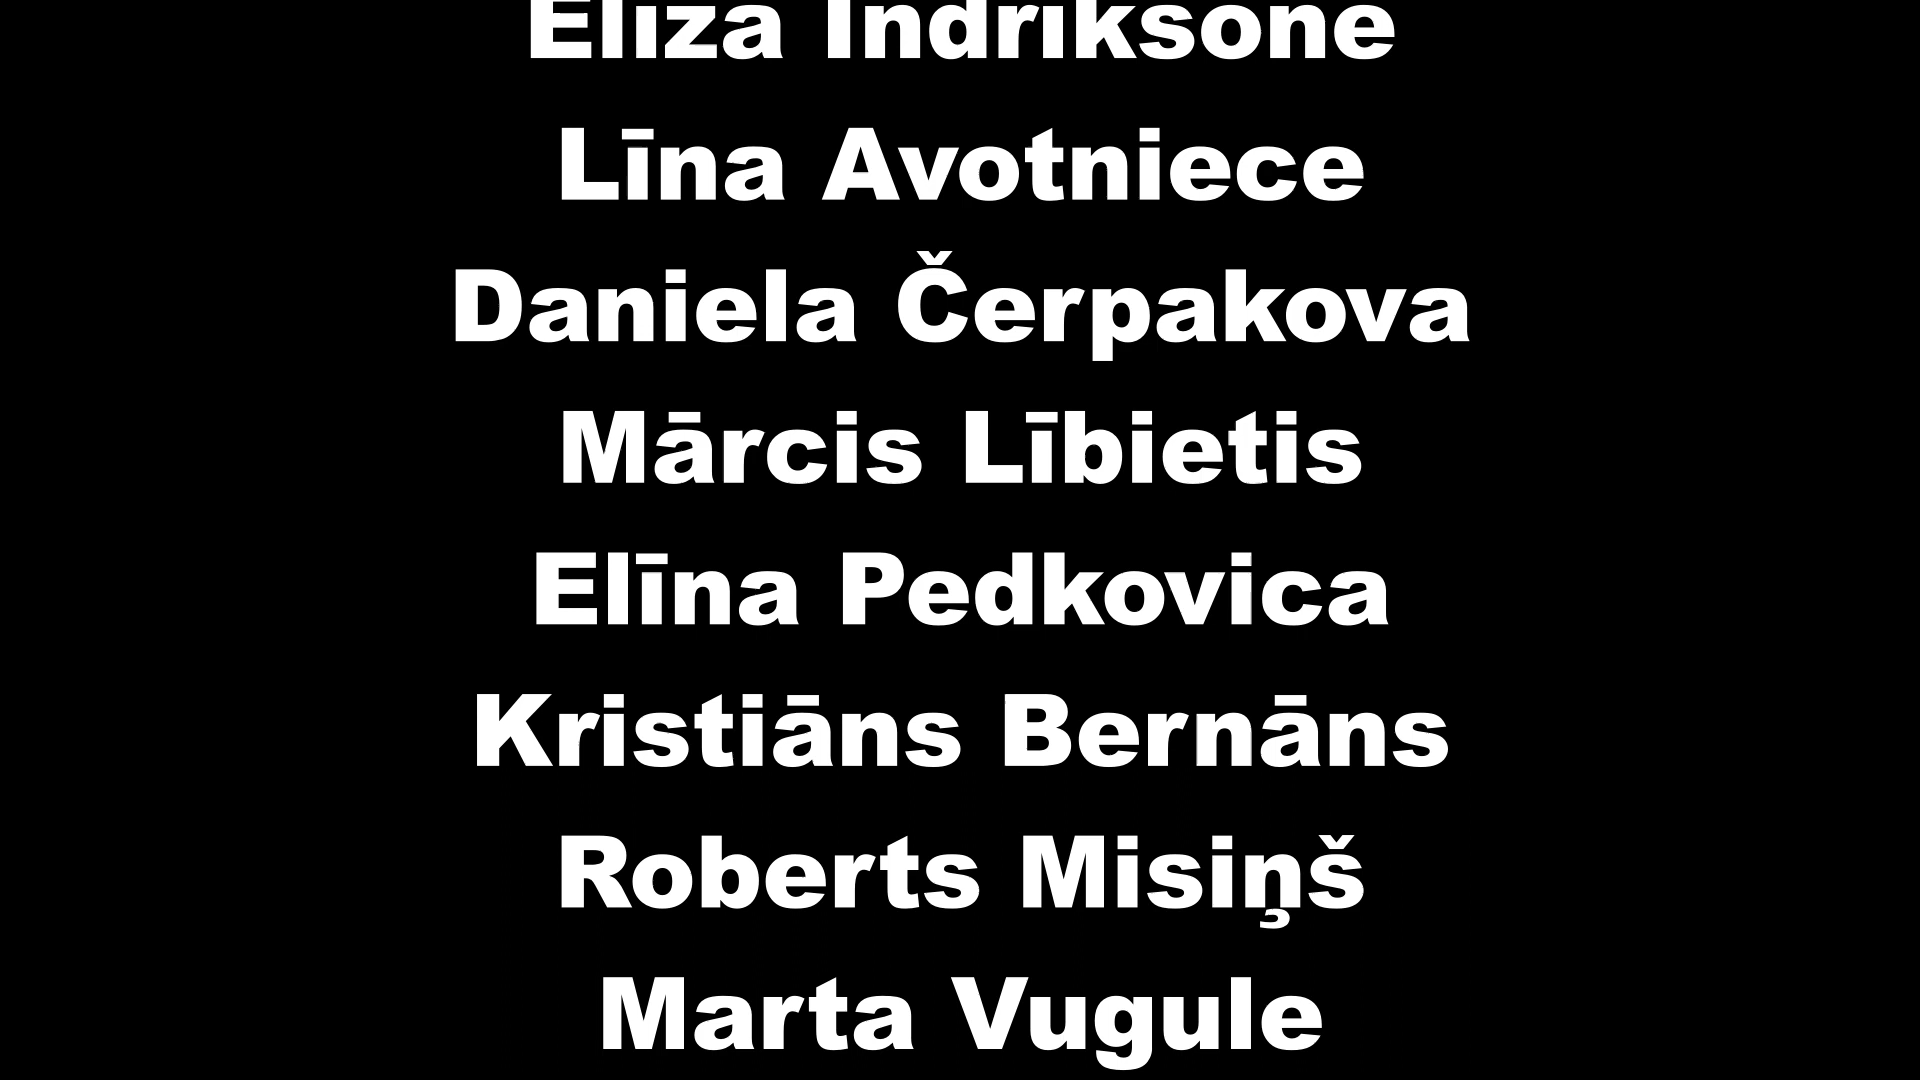 Elīza Indriksone
Līna Avotniece
Daniela Čerpakova
Mārcis Lībietis
Elīna Pedkovica
Kristiāns Bernāns
Roberts Misiņš
Marta Vugule